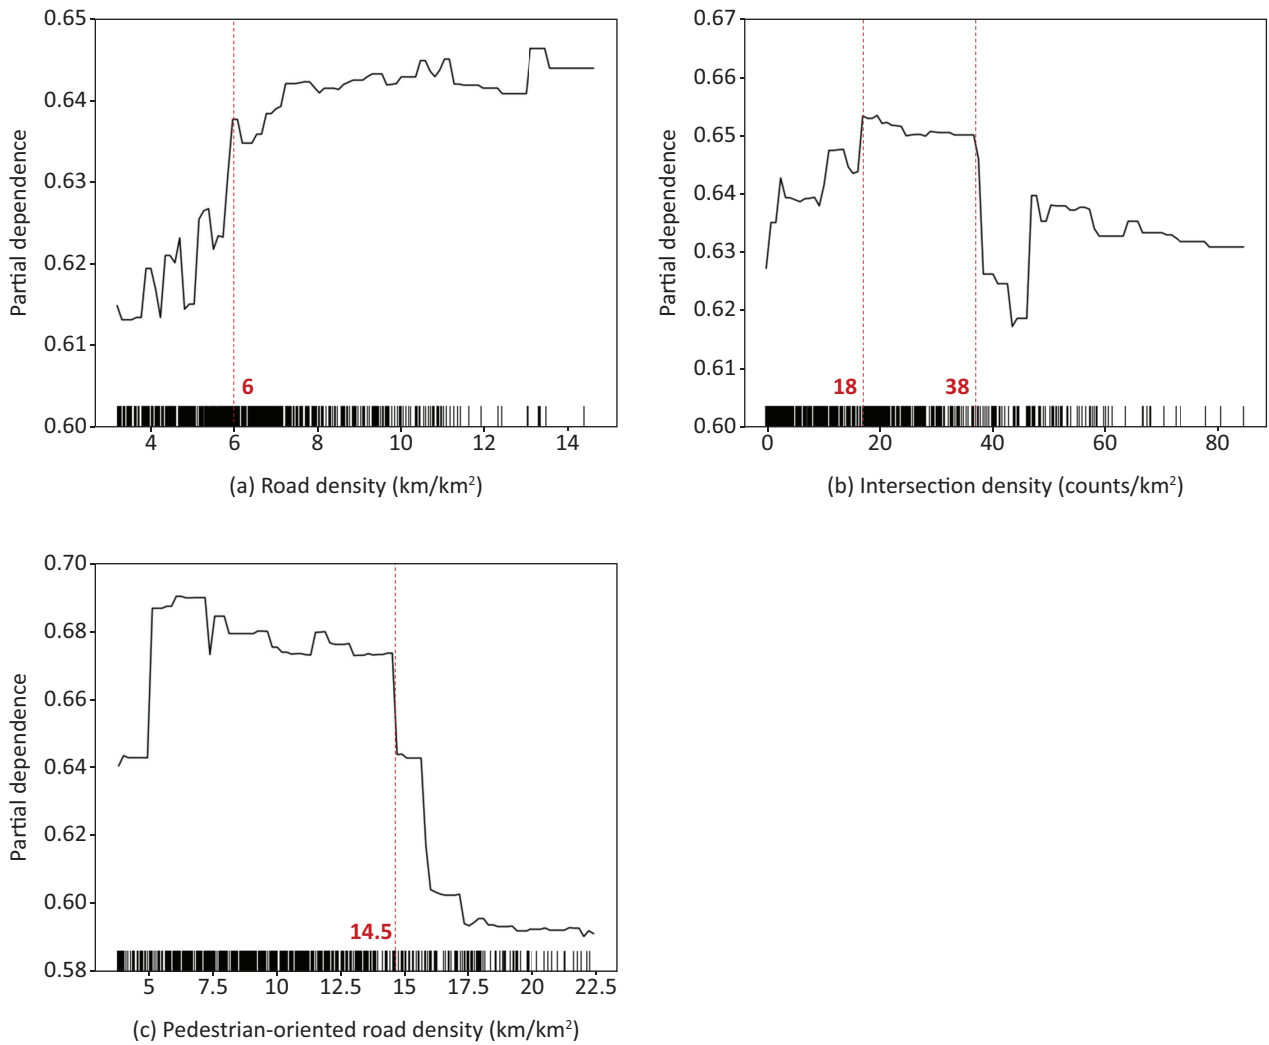 0.65
0.64
0.63
0.62
0.61
0.60
Partial dependence
6
4 6 8 10 12 14
(a) Road density (km/km²)
0.67
0.66
0.65
0.64
0.63
0.62
0.61
0.60
Partial dependence
18 38
0 20 40 60 80
(b) Intersection density (counts/km²)
0.70
0.68
0.66
0.64
0.62
0.60
0.58
Partial dependence
14.5
5 7.5 10 12.5 15 17.5 20 22.5
(c) Pedestrian-oriented road density (km/km²)